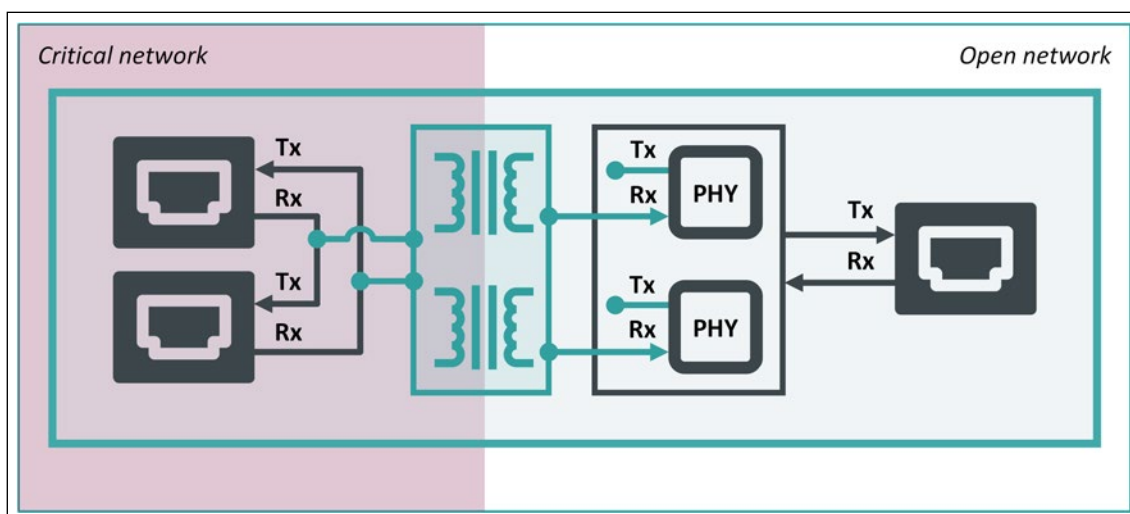 Critical network
Open network
Tx
Rx
Tx
Rx
Tx
Rx
PHY
Tx
Rx
PHY
Tx
Rx